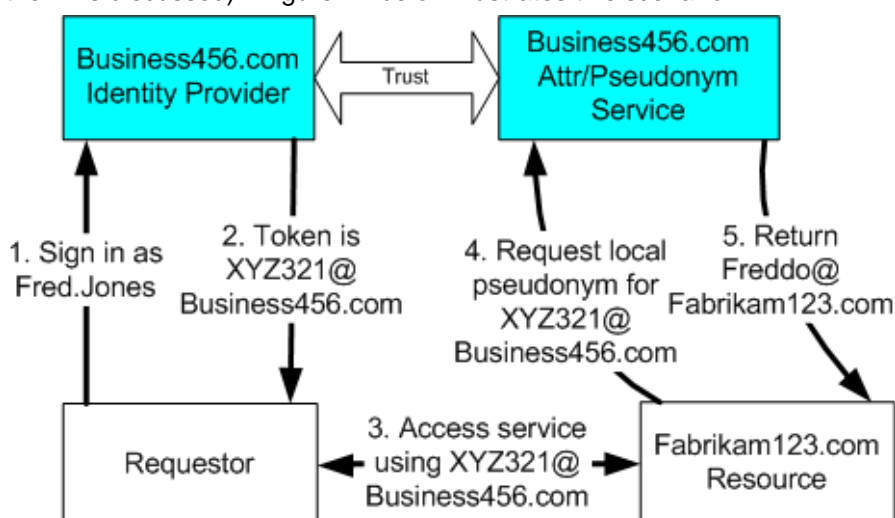 Business456.com
Identity Provider
Trust
Business456.com
Attr/Pseudonym
Service
1. Sign in as
Fred.Jones
2. Token is
XYZ321@
Business456.com
4. Request local
pseudonym for
XYZ321@
Business456.com
5. Return
Freddo@
Fabrikam123.com
Requestor
3. Access service
using XYZ321@
Business456.com
Fabrikam123.com
Resource